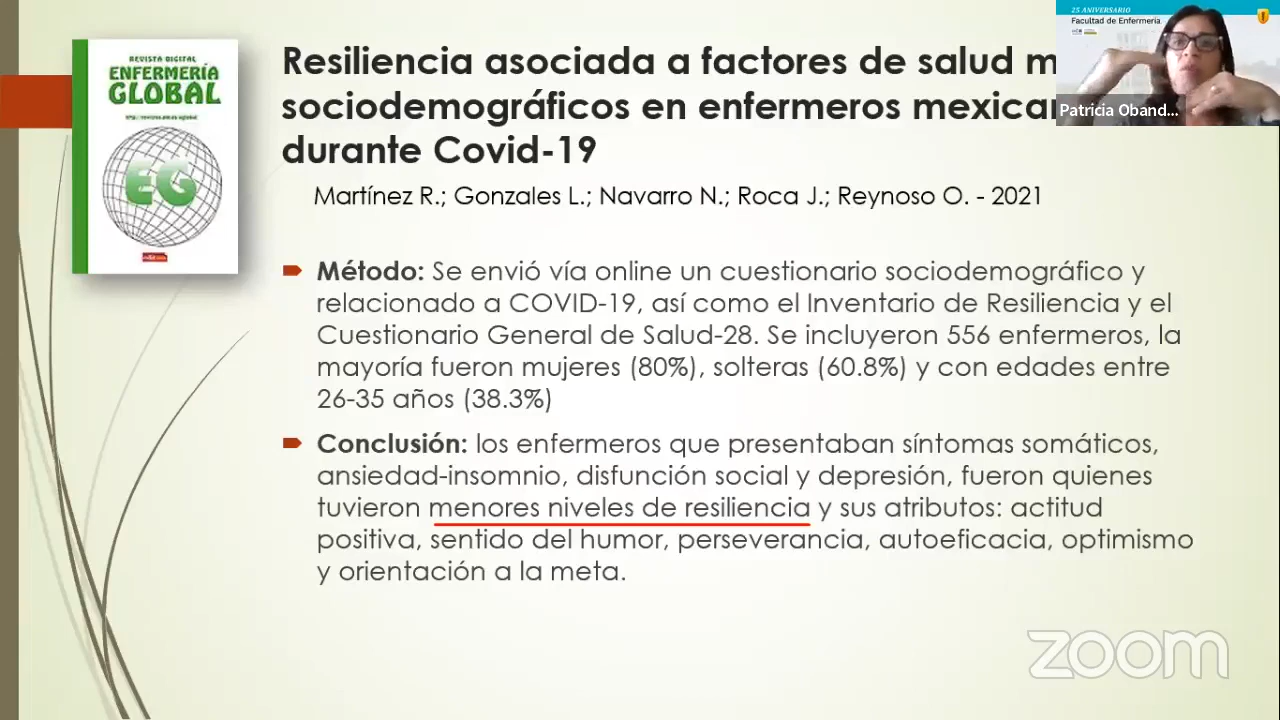 25 ANIVERSARIO
Facultad de Enfermería
Patricia Oband...
REVISTA DIGITAL
ENFERMERÍA
GLOBAL
EG
Resiliencia asociada a factores de salud m
sociodemográficos en enfermeros mexica
durante Covid-19
Martínez R.; Gonzales L.; Navarro N.; Roca J.; Reynoso O. - 2021
Método: Se envió vía online un cuestionario sociodemográfico y
relacionado a COVID-19, así como el Inventario de Resiliencia y el
Cuestionario General de Salud-28. Se incluyeron 556 enfermeros, la
mayoría fueron mujeres (80%), solteras (60.8%) y con edades entre
26-35 años (38.3%)
Conclusión: los enfermeros que presentaban síntomas somáticos,
ansiedad-insomnio, disfunción social y depresión, fueron quienes
tuvieron menores niveles de resiliencia y sus atributos: actitud
positiva, sentido del humor, perseverancia, autoeficacia, optimismo
y orientación a la meta.
zoom